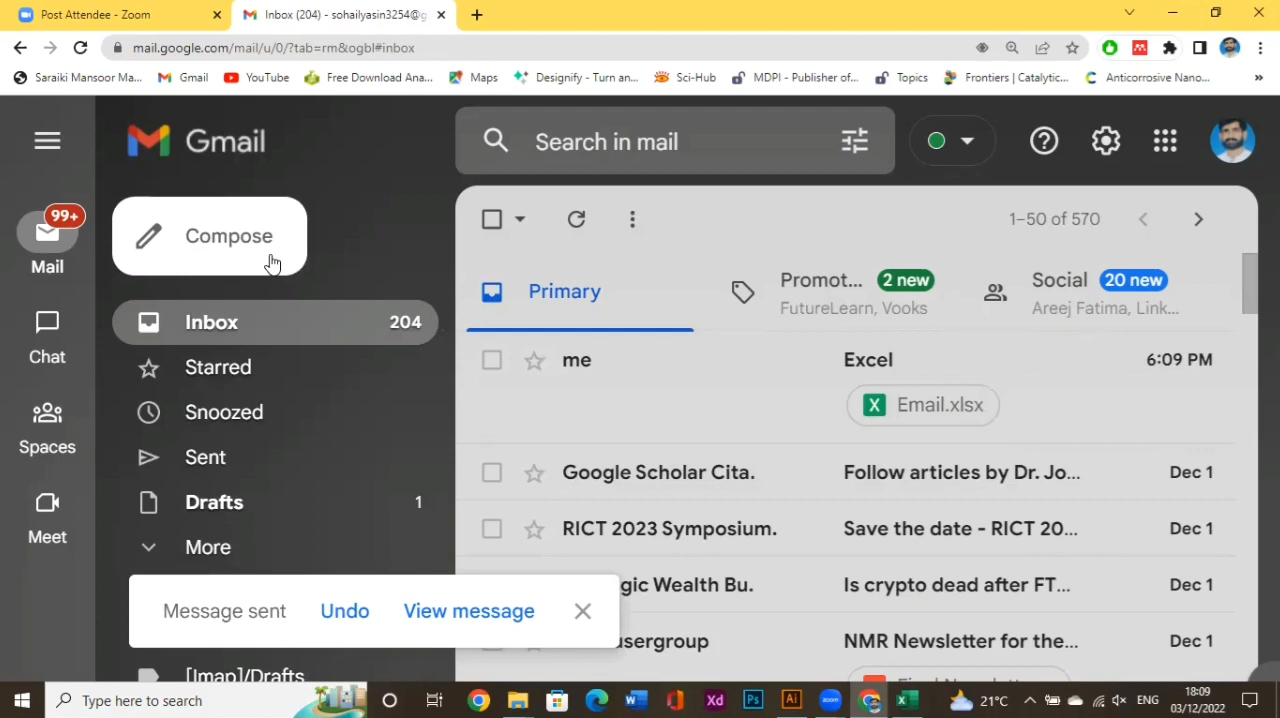 Post Attendee - Zoom
Inbox (204) - sohailyasin3254@g
mail.google.com/mail/u/0/?tab=rm&ogbl#inbox
Saraiki Mansoor Ma...
Gmail
YouTube
Free Download Ana...
Maps
Designify - Turn an...
Sci-Hub
MDPI - Publisher of...
Topics
Frontiers | Catalytic...
Anticorrosive Nano...
»
Gmail
Search in mail
99+
Mail
Chat
Spaces
Meet
Compose
Inbox 204
Starred
Snoozed
Sent
Drafts 1
More
[Imap]/Drafts
1–50 of 570
Primary
Promot... 2 new
FutureLearn, Vooks
Social 20 new
Areej Fatima, Link...
me Excel 6:09 PM
X Email.xlsx
Google Scholar Cita. Follow articles by Dr. Jo... Dec 1
RICT 2023 Symposium. Save the date - RICT 20... Dec 1
gic Wealth Bu. Is crypto dead after FT... Dec 1
usergroup NMR Newsletter for the... Dec 1
Message sent Undo View message
Type here to search
Xd
Ps
Ai
zoom
21°C
ENG
18:09
03/12/2022